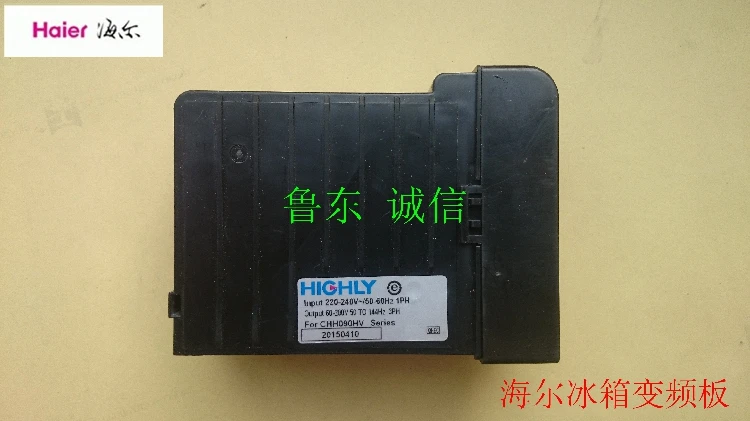 Haier 海尔
鲁东 诚信
HIGHLY
Input 220-240V~/50-60Hz 1PH
Output 60-200V 50 TO 144Hz 3PH
For CHH090HV Series
20150410
海尔冰箱变频板